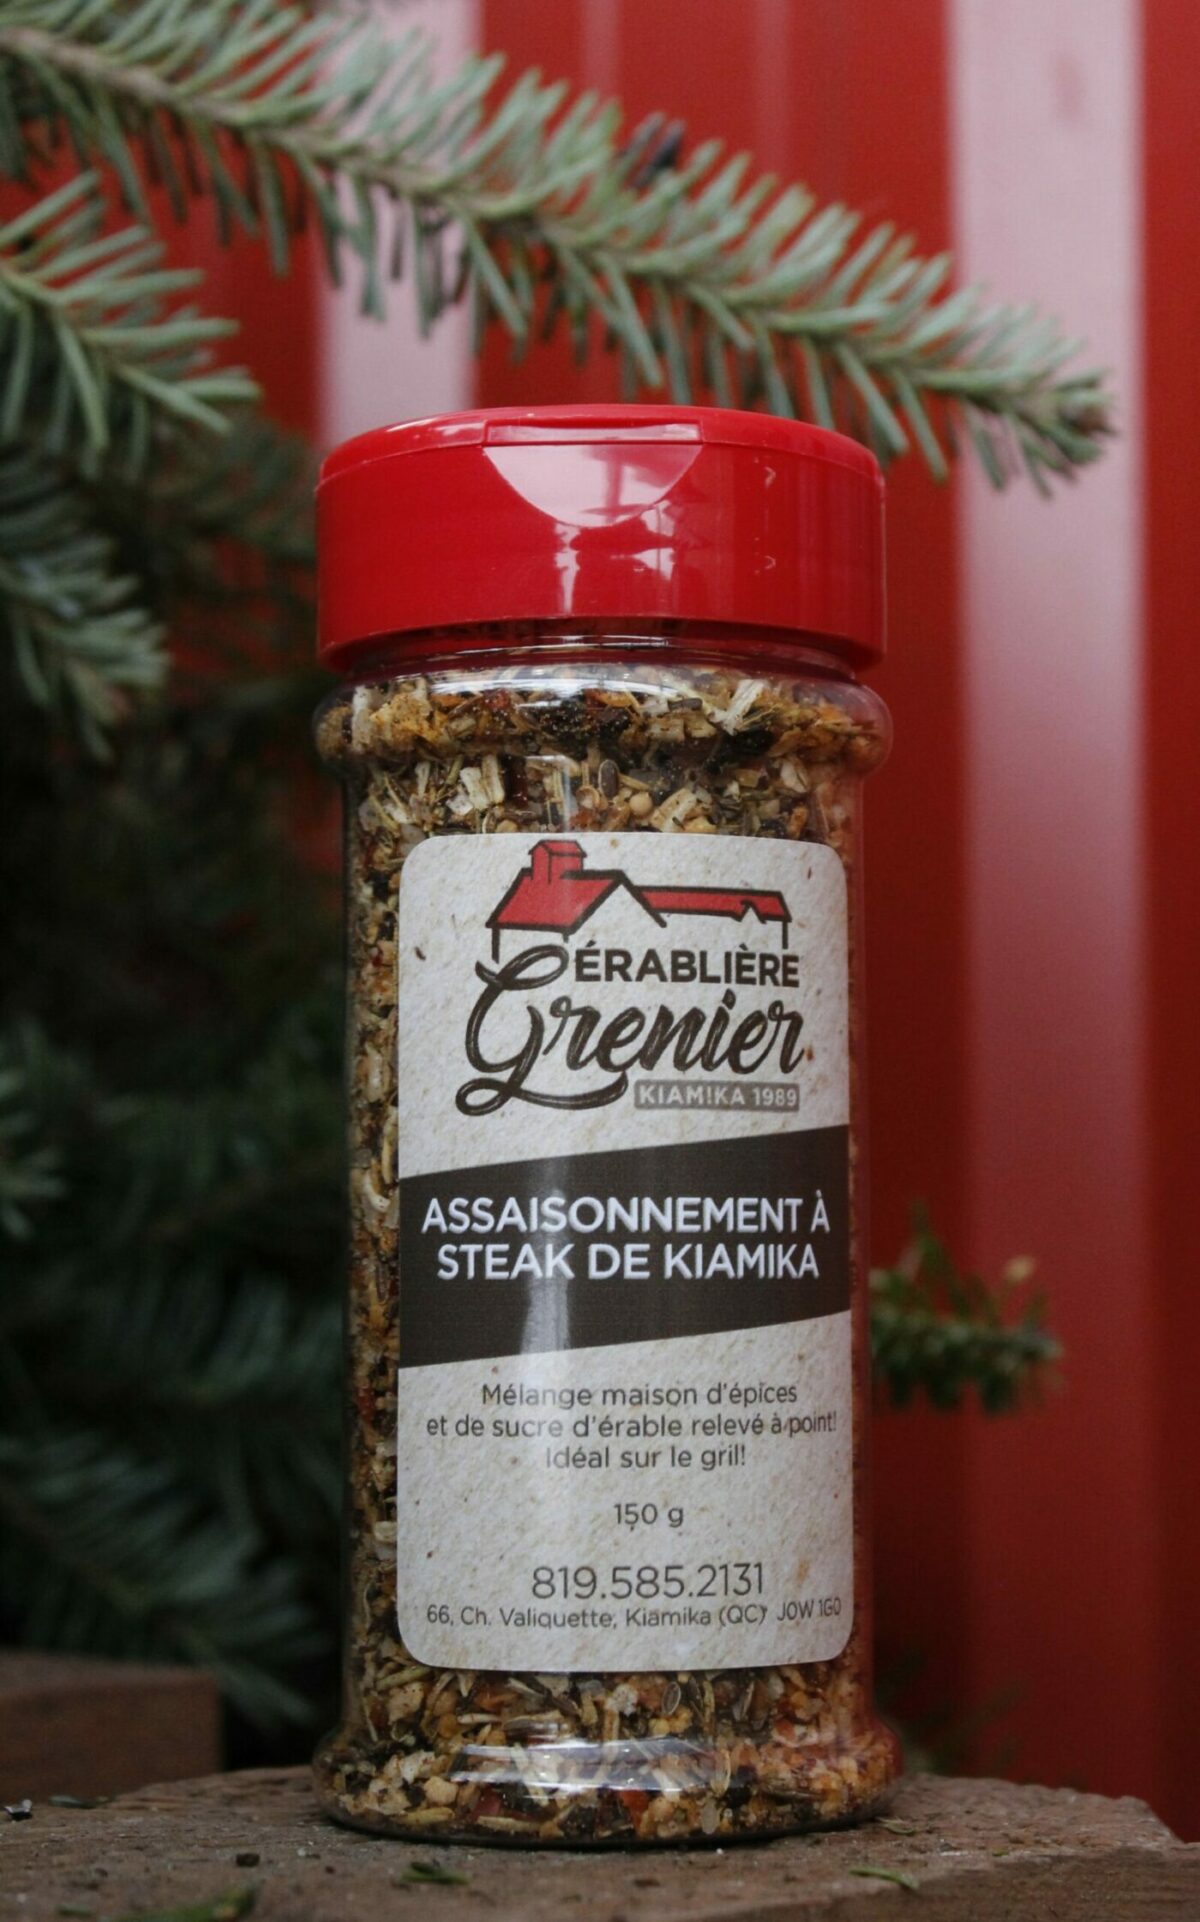 ÉRABLIÈRE
Grenier
KIAMIKA 1989
ASSAISONNEMENT À
STEAK DE KIAMIKA
Mélange maison d'épices
et de sucre d'érable relevé à point!
Idéal sur le gril!
150 g
819.585.2131
66, Ch. Valiquette, Kiamika (QC) J0W 1G0